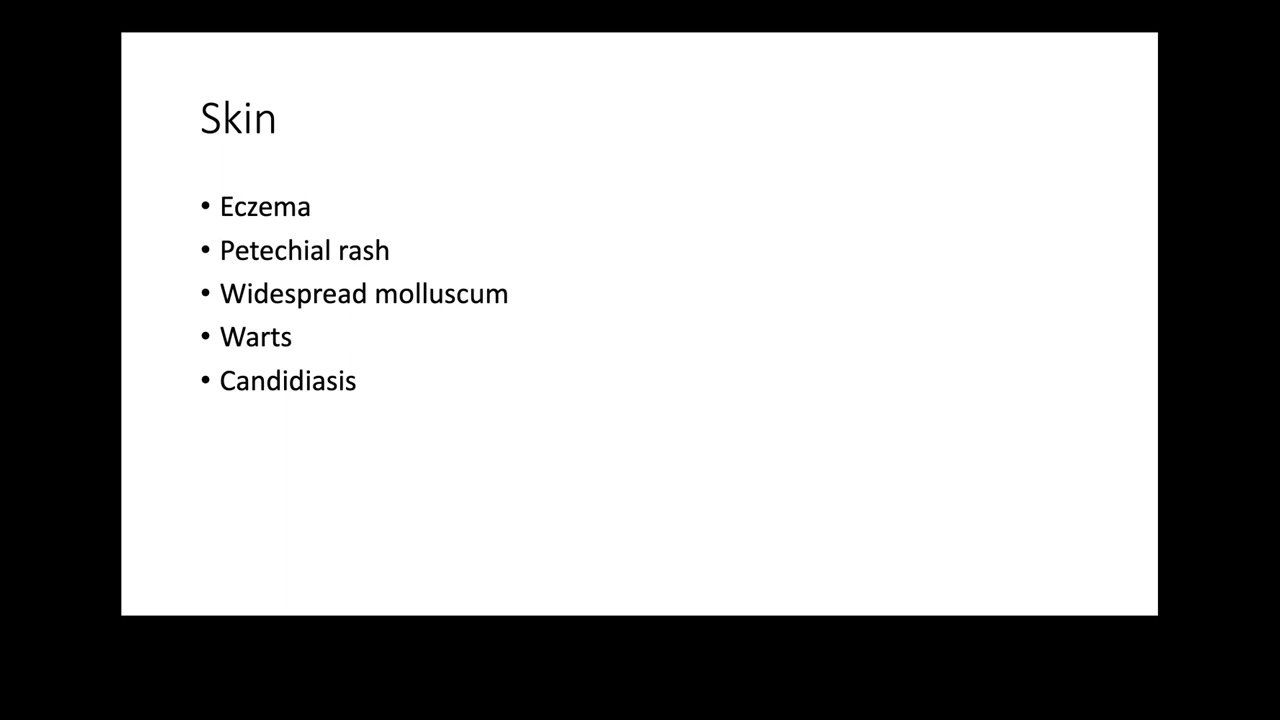 Skin
• Eczema
• Petechial rash
• Widespread molluscum
• Warts
• Candidiasis